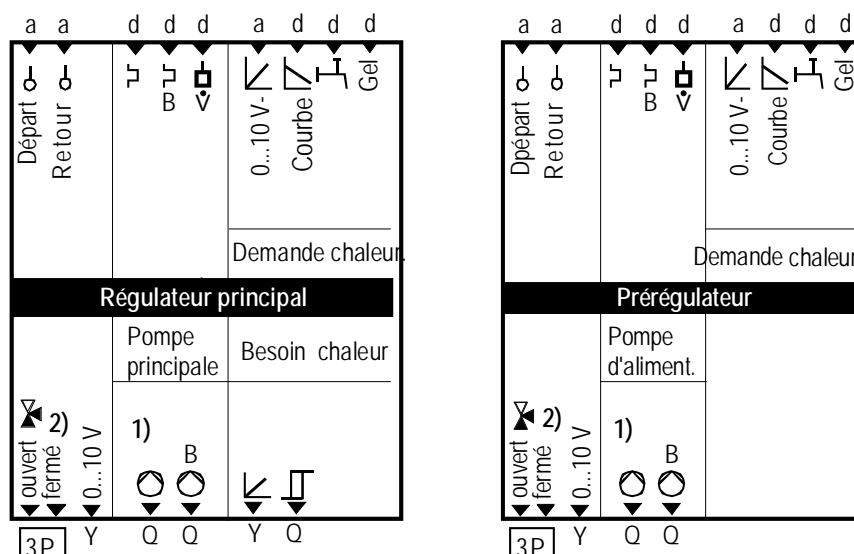 a a d d d a d d d
Départ
Retour
B V
0...10 V-
Courbe
Gel
Demande chaleur.
Régulateur principal
Pompe
principale
Besoin chaleur
2)
ouvert
fermé
0...10 V
1)
B
3P Y Q Q Y Q
a a d d d a d d d
Dpépart
Retour
B V
0...10 V-
Courbe
Gel
Demande chaleur
Prérégulateur
Pompe
d'aliment.
2)
ouvert
fermé
0...10 V
1)
B
3P Y Q Q